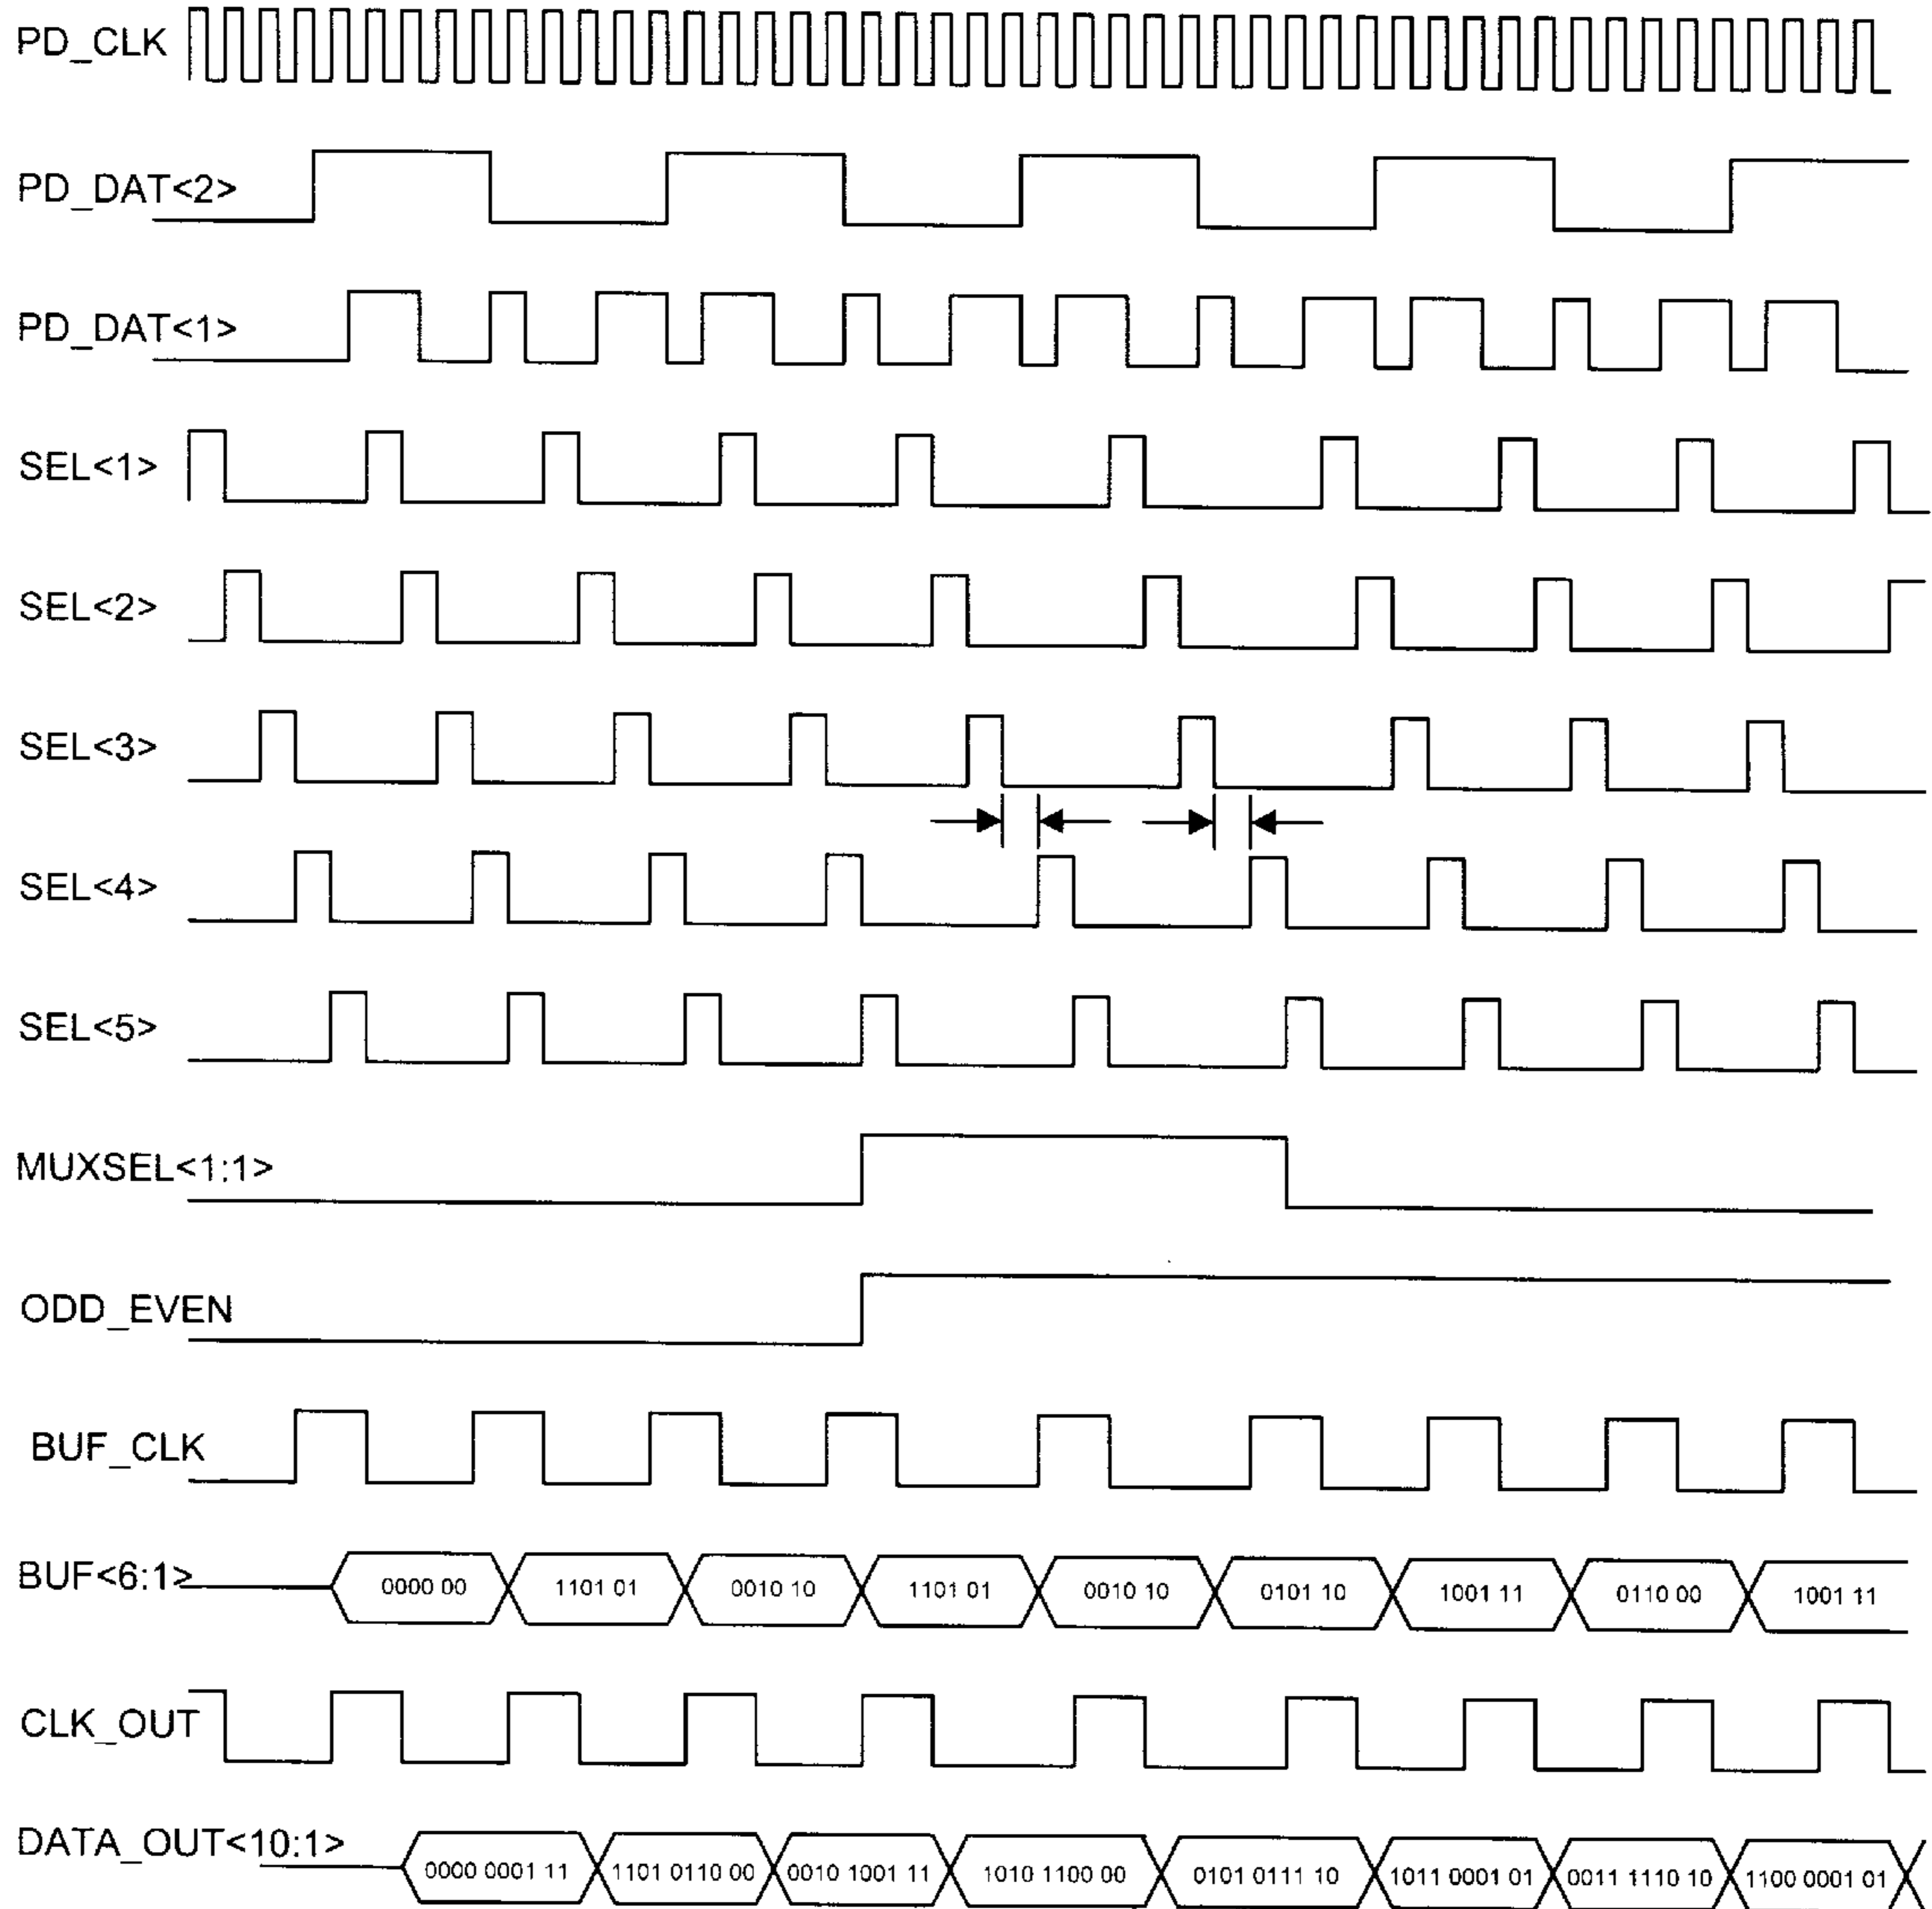 PD_CLK
PD_DAT<2>
PD_DAT<1>
SEL<1>
SEL<2>
SEL<3>
SEL<4>
SEL<5>
MUXSEL<1:1>
ODD_EVEN
BUF_CLK
BUF<6:1> 0000 00 1101 01 0010 10 1101 01 0010 10 0101 10 1001 11 0110 00 1001 11
CLK_OUT
DATA_OUT<10:1> 0000 0001 11 1101 0110 00 0010 1001 11 1010 1100 00 0101 0111 10 1011 0001 01 0011 1110 10 1100 0001 01